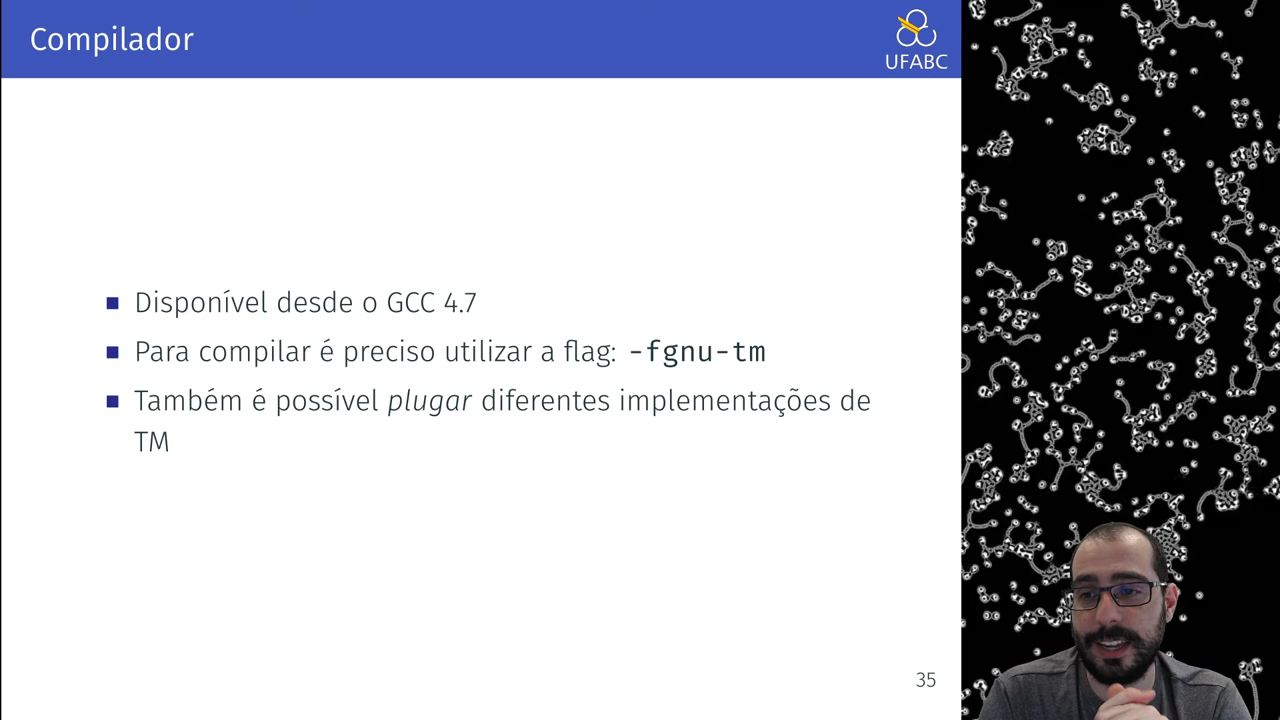 Compilador
UFABC
Disponível desde o GCC 4.7
Para compilar é preciso utilizar a flag: -fgnu-tm
Também é possível plugar diferentes implementações de
TM
35